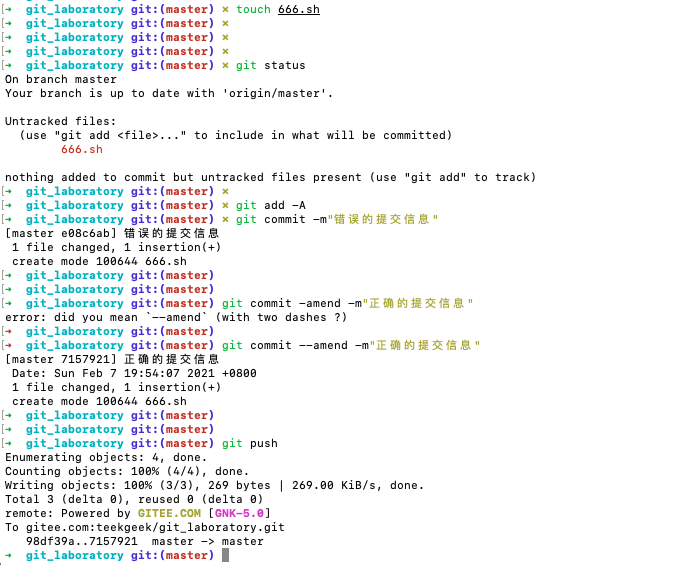 [→ git_laboratory git:(master) × touch 666.sh
[→ git_laboratory git:(master) ×
[→ git_laboratory git:(master) ×
[→ git_laboratory git:(master) ×
[→ git_laboratory git:(master) × git status
On branch master
Your branch is up to date with 'origin/master'.
Untracked files:
(use "git add <file>..." to include in what will be committed)
666.sh
nothing added to commit but untracked files present (use "git add" to track)
[→ git_laboratory git:(master) ×
[→ git_laboratory git:(master) × git add -A
[→ git_laboratory git:(master) × git commit -m"错误的提交信息"
[master e08c6ab] 错误的提交信息
1 file changed, 1 insertion(+)
create mode 100644 666.sh
[→ git_laboratory git:(master)
[→ git_laboratory git:(master)
[→ git_laboratory git:(master) git commit -amend -m"正确的提交信息"
error: did you mean `--amend` (with two dashes ?)
[→ git_laboratory git:(master)
[→ git_laboratory git:(master) git commit --amend -m"正确的提交信息"
[master 7157921] 正确的提交信息
Date: Sun Feb 7 19:54:07 2021 +0800
1 file changed, 1 insertion(+)
create mode 100644 666.sh
[→ git_laboratory git:(master)
[→ git_laboratory git:(master)
[→ git_laboratory git:(master) git push
Enumerating objects: 4, done.
Counting objects: 100% (4/4), done.
Writing objects: 100% (3/3), 269 bytes | 269.00 KiB/s, done.
Total 3 (delta 0), reused 0 (delta 0)
remote: Powered by GITEE.COM [GNK-5.0]
To gitee.com:teekgeek/git_laboratory.git
98df39a..7157921 master -> master
→ git_laboratory git:(master)